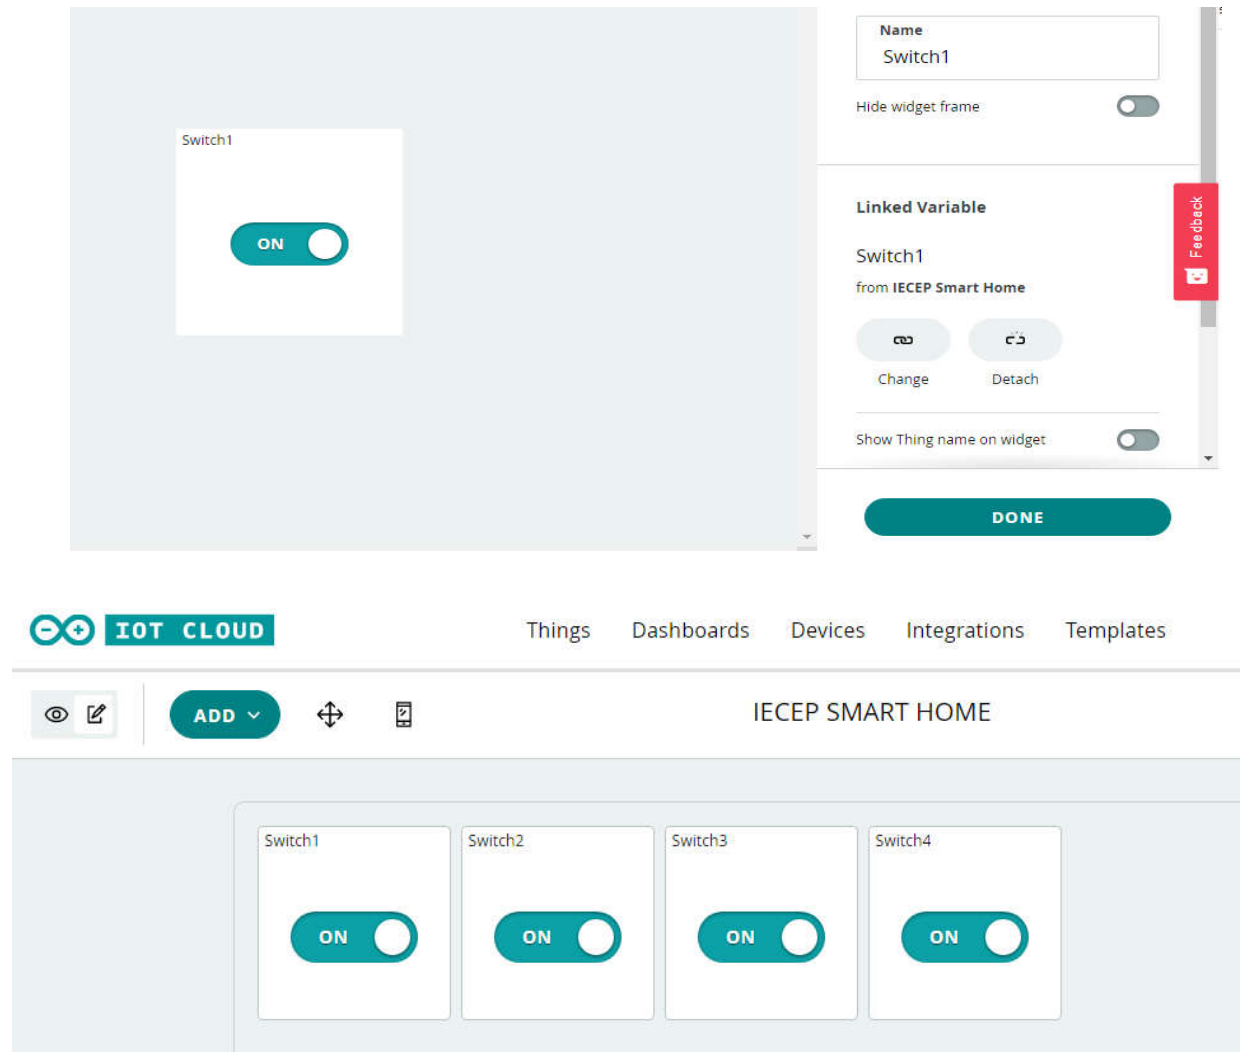 Name
Switch1
Hide widget frame
Switch1
ON
Linked Variable
Switch1
from IECEP Smart Home
Change Detach
Show Thing name on widget
DONE
Feedback
IOT CLOUD Things Dashboards Devices Integrations Templates
ADD IECEP SMART HOME
Switch1 Switch2 Switch3 Switch4
ON ON ON ON